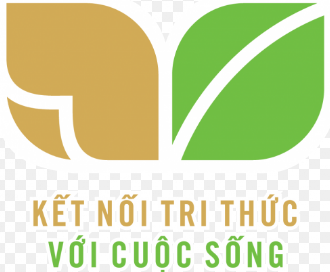 KẾT NỐI TRI THỨC
VỚI CUỘC SỐNG